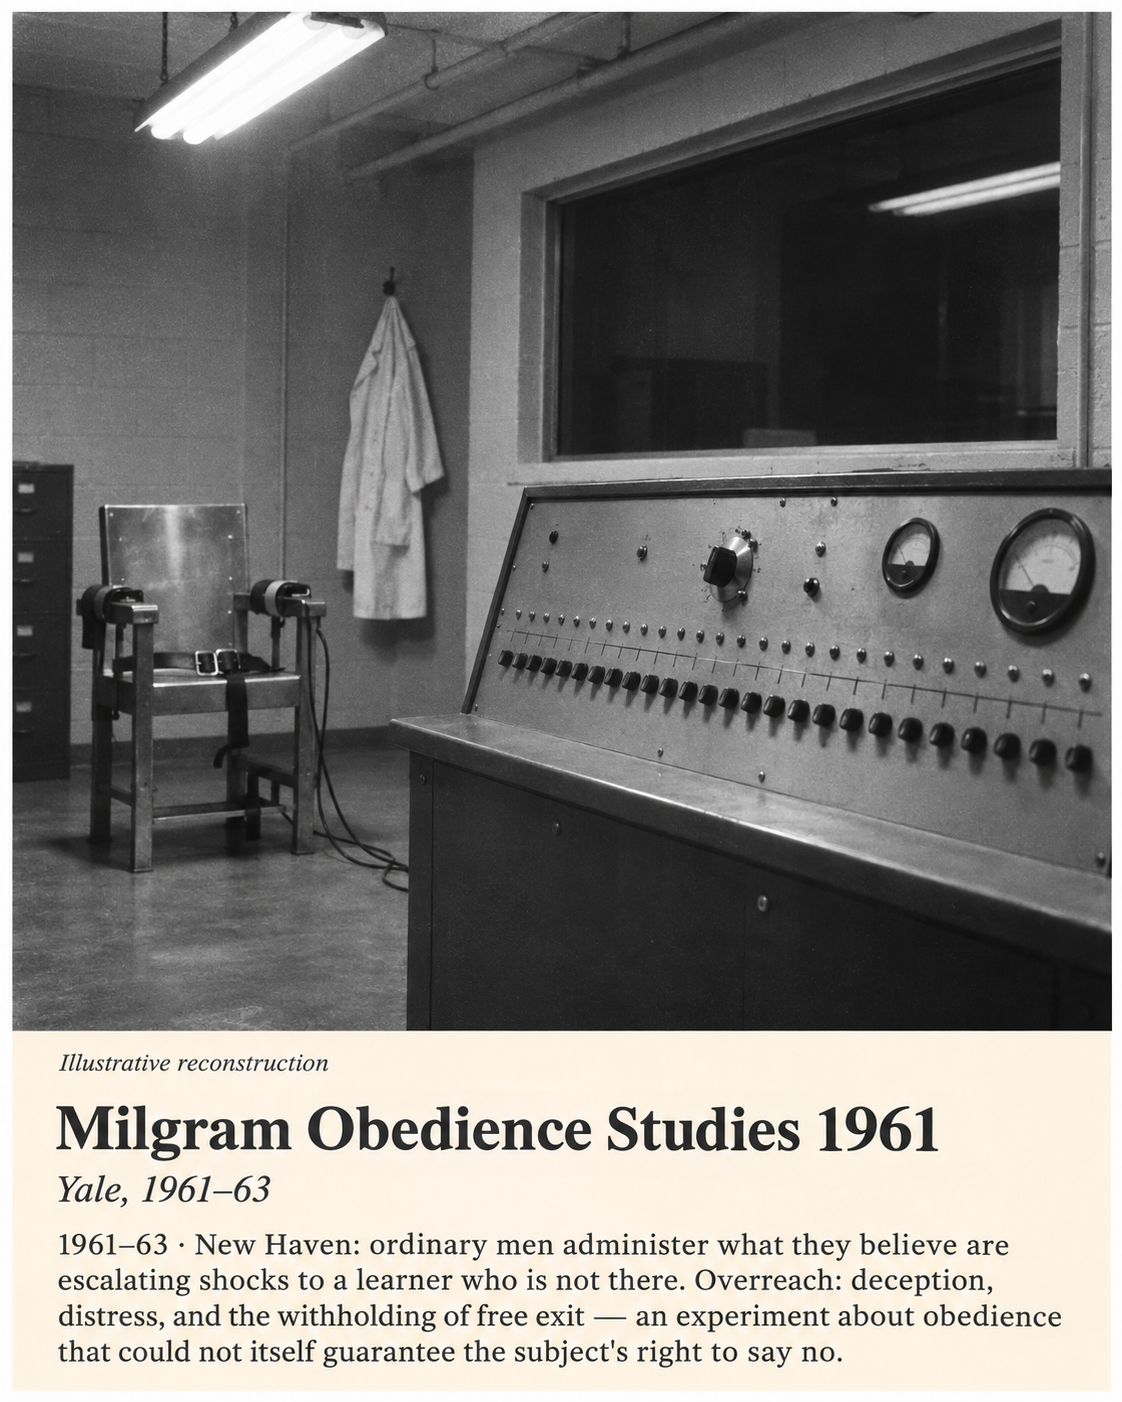 Illustrative reconstruction
Milgram Obedience Studies 1961
Yale, 1961–63
1961–63 · New Haven: ordinary men administer what they believe are
escalating shocks to a learner who is not there. Overreach: deception,
distress, and the withholding of free exit — an experiment about obedience
that could not itself guarantee the subject's right to say no.